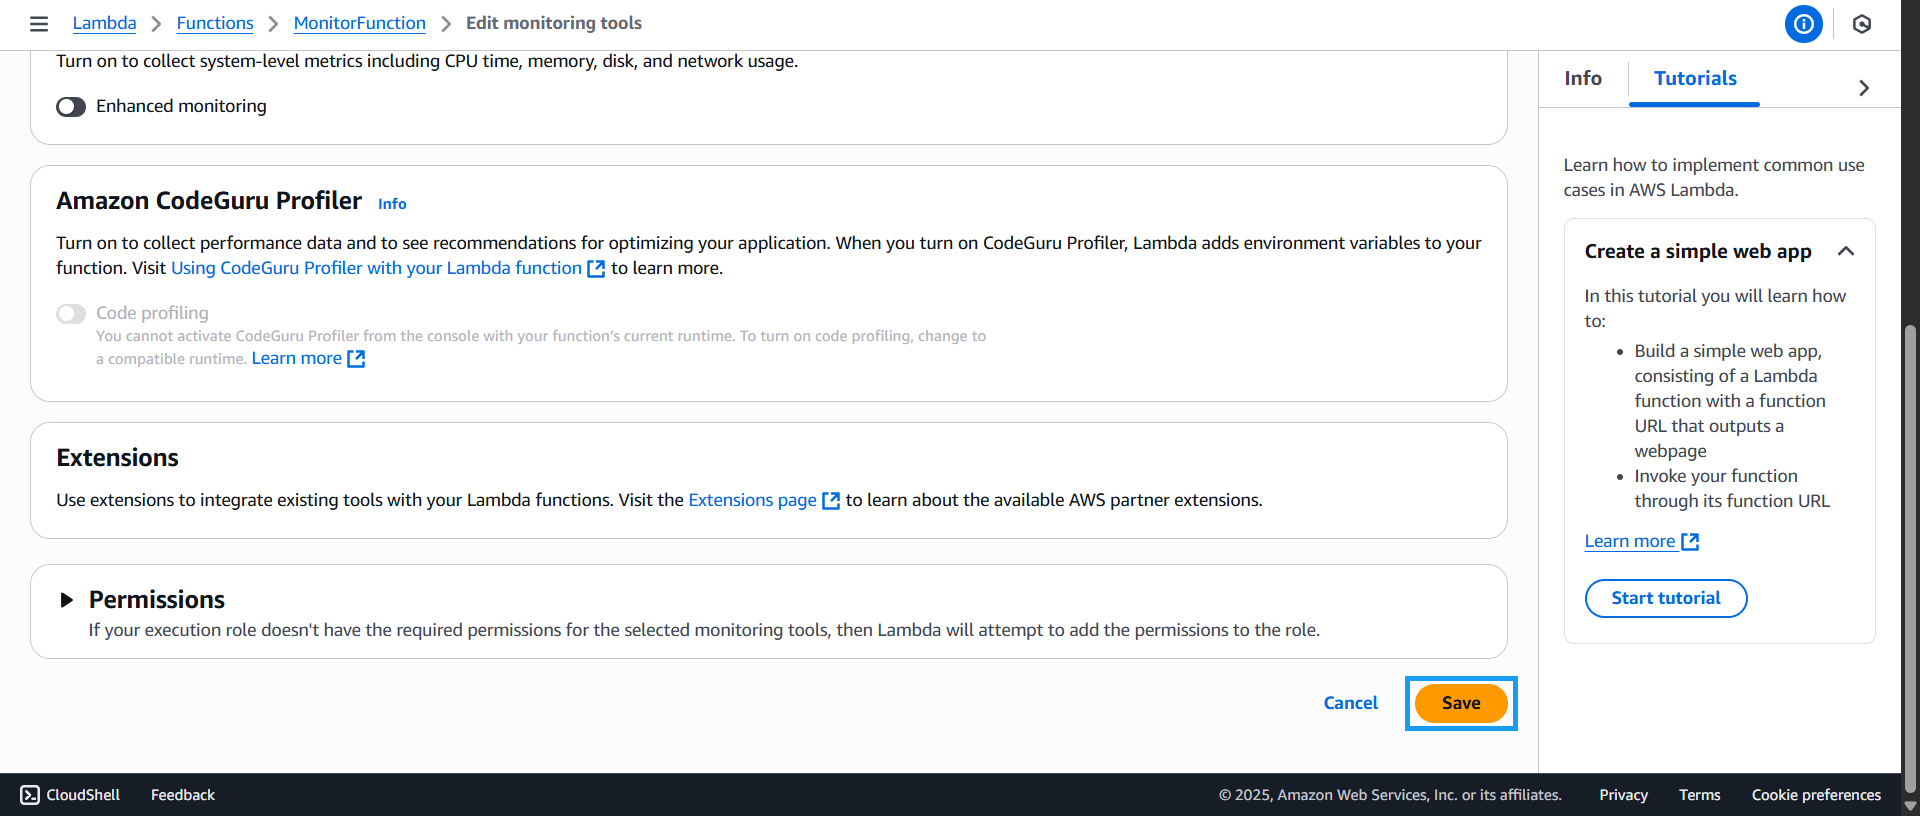 Lambda > Functions > MonitorFunction > Edit monitoring tools
Turn on to collect system-level metrics including CPU time, memory, disk, and network usage.
Enhanced monitoring
Amazon CodeGuru Profiler Info
Turn on to collect performance data and to see recommendations for optimizing your application. When you turn on CodeGuru Profiler, Lambda adds environment variables to your
function. Visit Using CodeGuru Profiler with your Lambda function to learn more.
Code profiling
You cannot activate CodeGuru Profiler from the console with your function's current runtime. To turn on code profiling, change to
a compatible runtime. Learn more
Extensions
Use extensions to integrate existing tools with your Lambda functions. Visit the Extensions page to learn about the available AWS partner extensions.
Permissions
If your execution role doesn't have the required permissions for the selected monitoring tools, then Lambda will attempt to add the permissions to the role.
Cancel
Save
Info
Tutorials
Learn how to implement common use
cases in AWS Lambda.
Create a simple web app
In this tutorial you will learn how
to:
• Build a simple web app,
consisting of a Lambda
function with a function
URL that outputs a
webpage
• Invoke your function
through its function URL
Learn more
Start tutorial
CloudShell
Feedback
© 2025, Amazon Web Services, Inc. or its affiliates.
Privacy
Terms
Cookie preferences